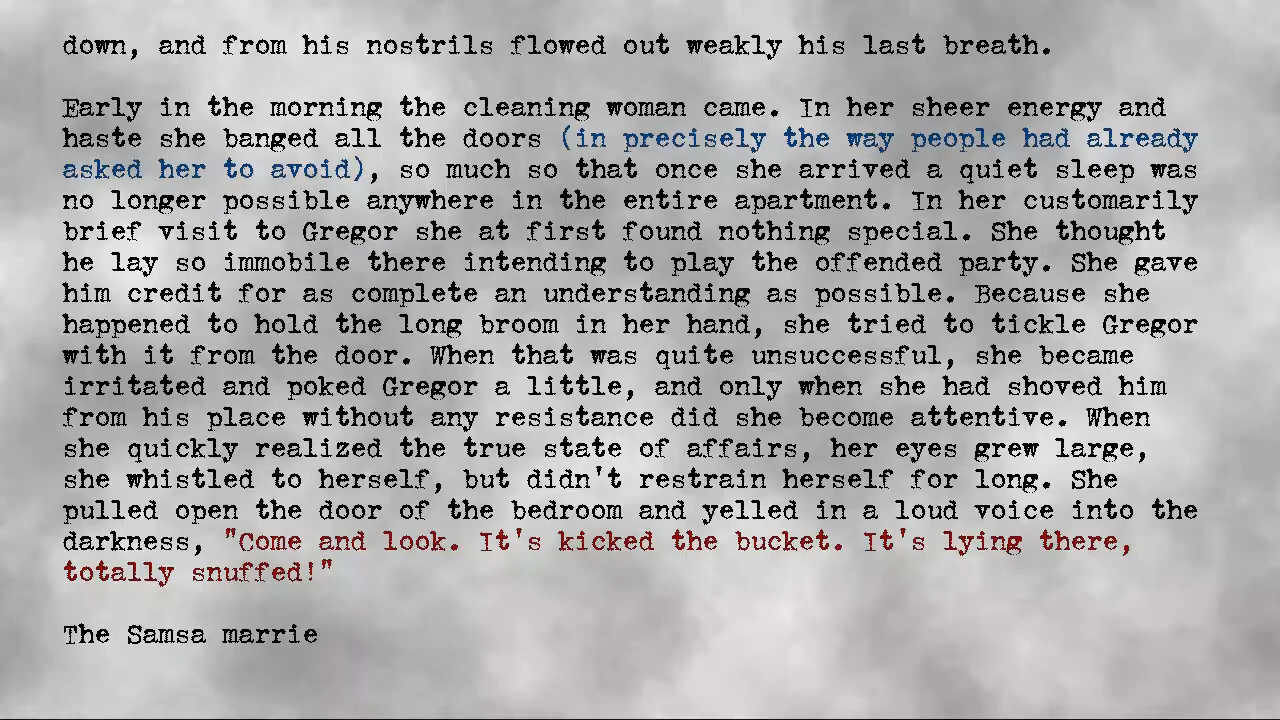 down, and from his nostrils flowed out weakly his last breath.
Early in the morning the cleaning woman came. In her sheer energy and
haste she banged all the doors (in precisely the way people had already
asked her to avoid), so much so that once she arrived a quiet sleep was
no longer possible anywhere in the entire apartment. In her customarily
brief visit to Gregor she at first found nothing special. She thought
he lay so immobile there intending to play the offended party. She gave
him credit for as complete an understanding as possible. Because she
happened to hold the long broom in her hand, she tried to tickle Gregor
with it from the door. When that was quite unsuccessful, she became
irritated and poked Gregor a little, and only when she had shoved him
from his place without any resistance did she become attentive. When
she quickly realized the true state of affairs, her eyes grew large,
she whistled to herself, but didn't restrain herself for long. She
pulled open the door of the bedroom and yelled in a loud voice into the
darkness, "Come and look. It's kicked the bucket. It's lying there,
totally snuffed!"
The Samsa marrie